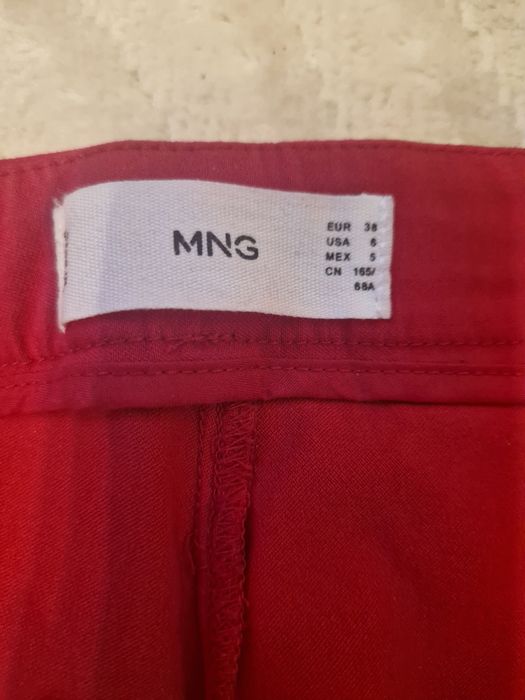 MNG
EUR 38
USA 6
MEX 5
CN 165/
68A